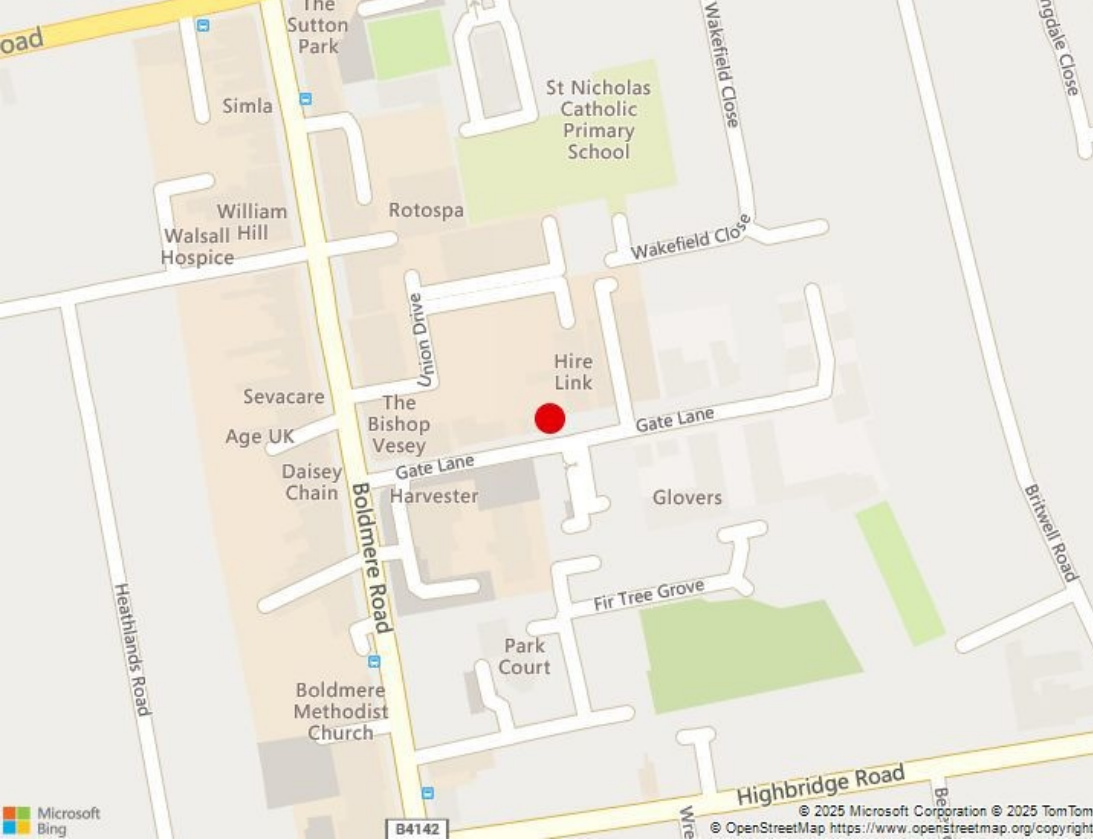 oad
The
Sutton
Park
Simla
St Nicholas
Catholic
Primary
School
Wakefield Close
ngdale Close
William
Hill
Walsall
Hospice
Rotospa
Wakefield Close
Union Drive
Hire
Link
Sevacare
Age UK
The
Bishop
Vesey
Gate Lane
Gate Lane
Daisey
Chain
Harvester
Glovers
Boldmere Road
Britwell Road
Heathlands Road
Fir Tree Grove
Park
Court
Boldmere
Methodist
Church
Highbridge Road
B4142
Wre
Microsoft
Bing
© 2025 Microsoft Corporation © 2025 TomTom
© OpenStreetMap https://www.openstreetmap.org/copyright